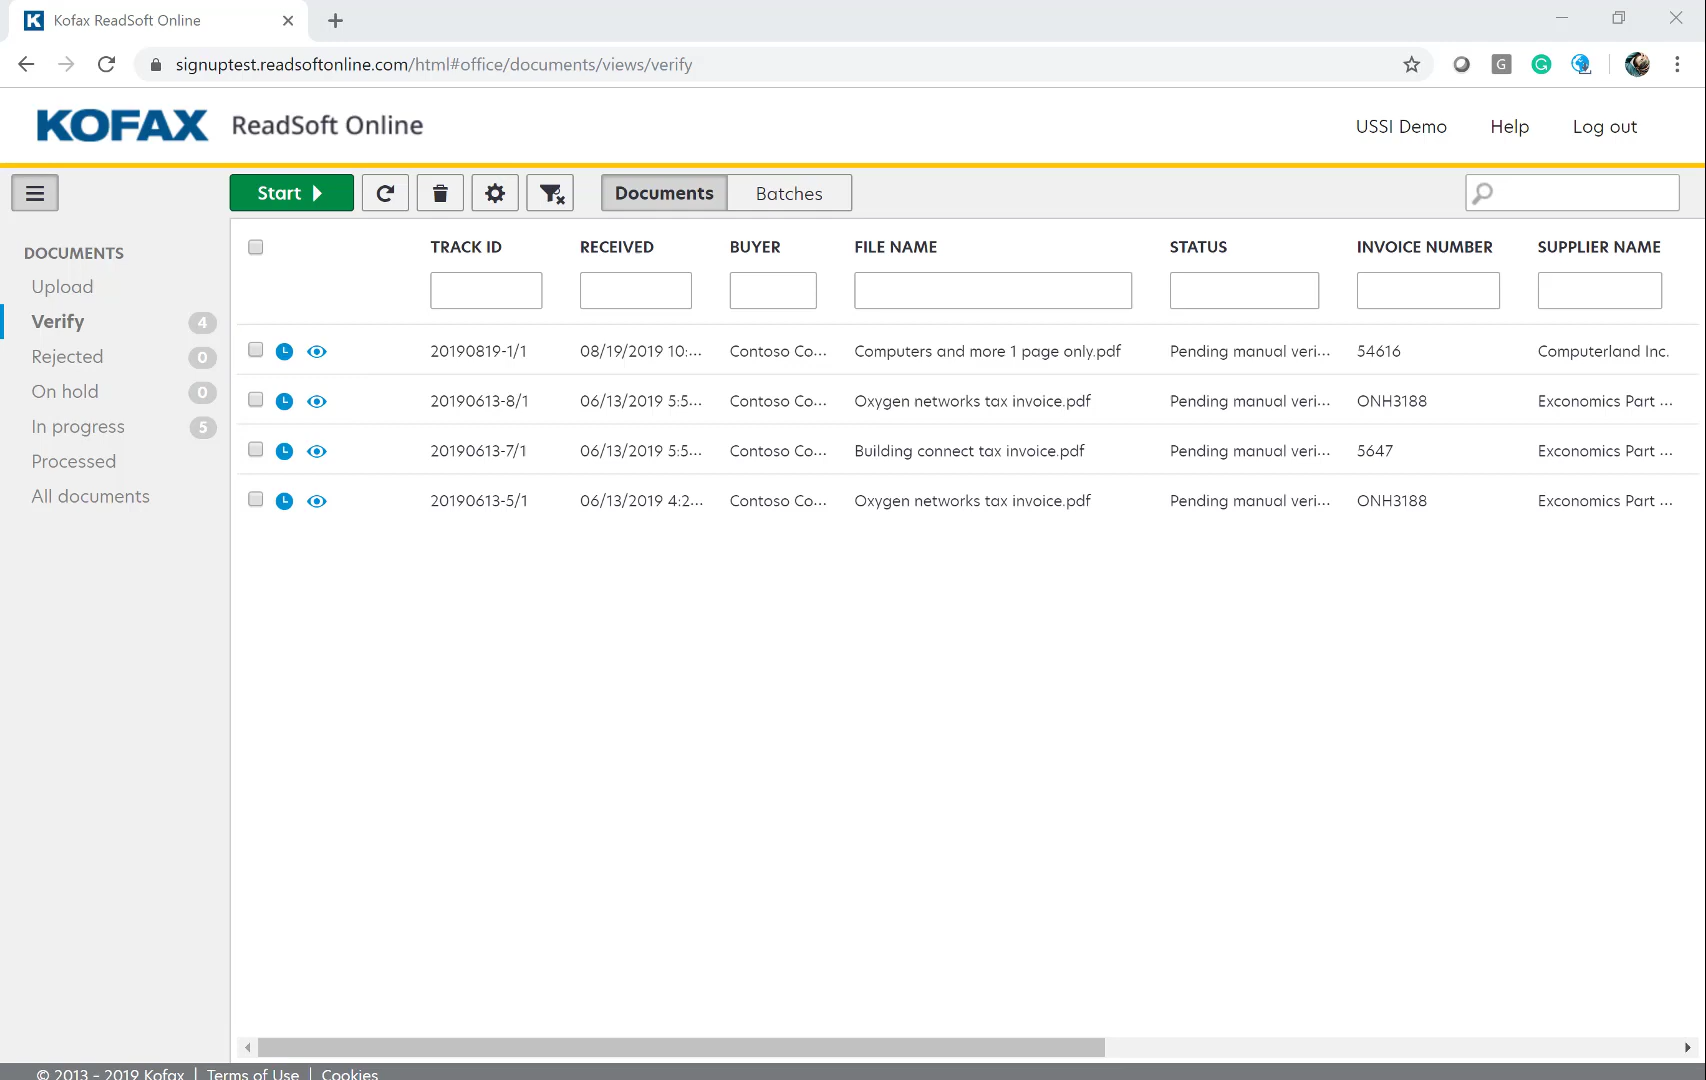 Kofax ReadSoft Online
signuptest.readsoftonline.com/html#office/documents/views/verify
KOFAX ReadSoft Online
USSI Demo Help Log out
Start Documents Batches
DOCUMENTS
Upload
Verify 4
Rejected 0
On hold 0
In progress 5
Processed
All documents
TRACK ID RECEIVED BUYER FILE NAME STATUS INVOICE NUMBER SUPPLIER NAME
20190819-1/1 08/19/2019 10:... Contoso Co... Computers and more 1 page only.pdf Pending manual veri... 54616 Computerland Inc.
20190613-8/1 06/13/2019 5:5... Contoso Co... Oxygen networks tax invoice.pdf Pending manual veri... ONH3188 Exconomics Part ...
20190613-7/1 06/13/2019 5:5... Contoso Co... Building connect tax invoice.pdf Pending manual veri... 5647 Exconomics Part ...
20190613-5/1 06/13/2019 4:2... Contoso Co... Oxygen networks tax invoice.pdf Pending manual veri... ONH3188 Exconomics Part ...
© 2013 - 2019 Kofax | Terms of Use | Cookies